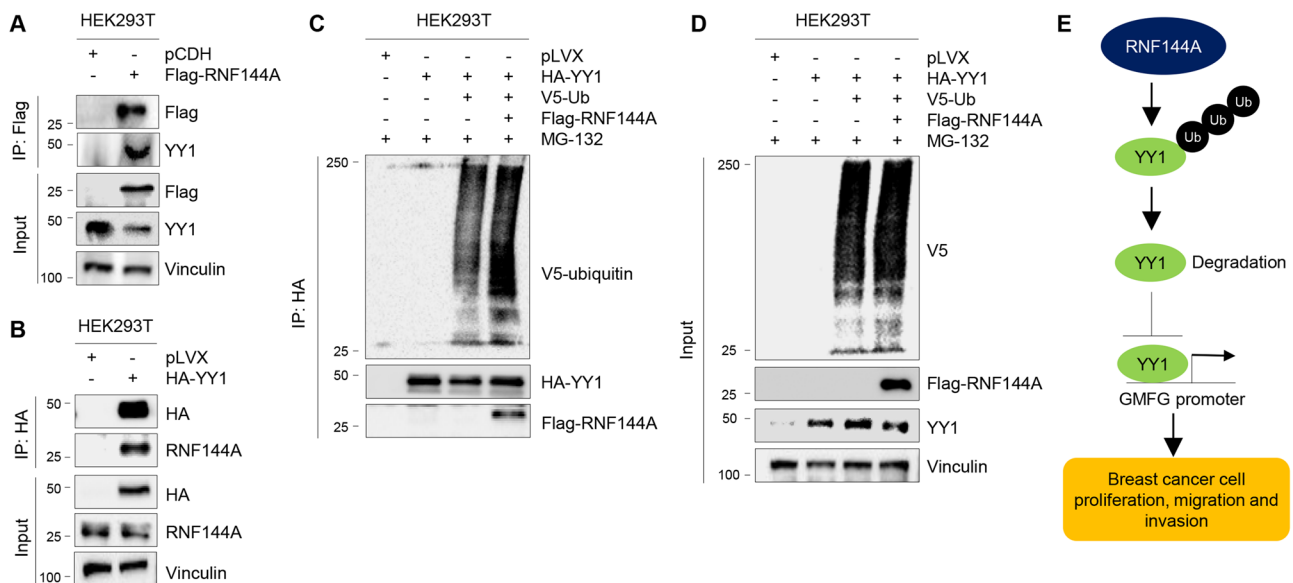 A
HEK293T
+ - pCDH
- + Flag-RNF144A
IP: Flag
25 – Flag
50 – YY1
Input
25 – Flag
50 – YY1
100 – Vinculin
B
HEK293T
+ - pLVX
- + HA-YY1
IP: HA
50 – HA
25 – RNF144A
Input
50 – HA
25 – RNF144A
100 – Vinculin
C
HEK293T
+ - - - pLVX
- + + + HA-YY1
- - + + V5-Ub
- - - + Flag-RNF144A
+ + + + MG-132
IP: HA
250 –
V5-ubiquitin
25 –
50 – HA-YY1
25 – Flag-RNF144A
D
HEK293T
+ - - - pLVX
- + + + HA-YY1
- - + + V5-Ub
- - - + Flag-RNF144A
+ + + + MG-132
Input
250 –
V5
25 –
25 – Flag-RNF144A
50 – YY1
100 – Vinculin
E
RNF144A
Ub
Ub
Ub
YY1
YY1 Degradation
YY1
GMFG promoter
Breast cancer cell
proliferation, migration and
invasion